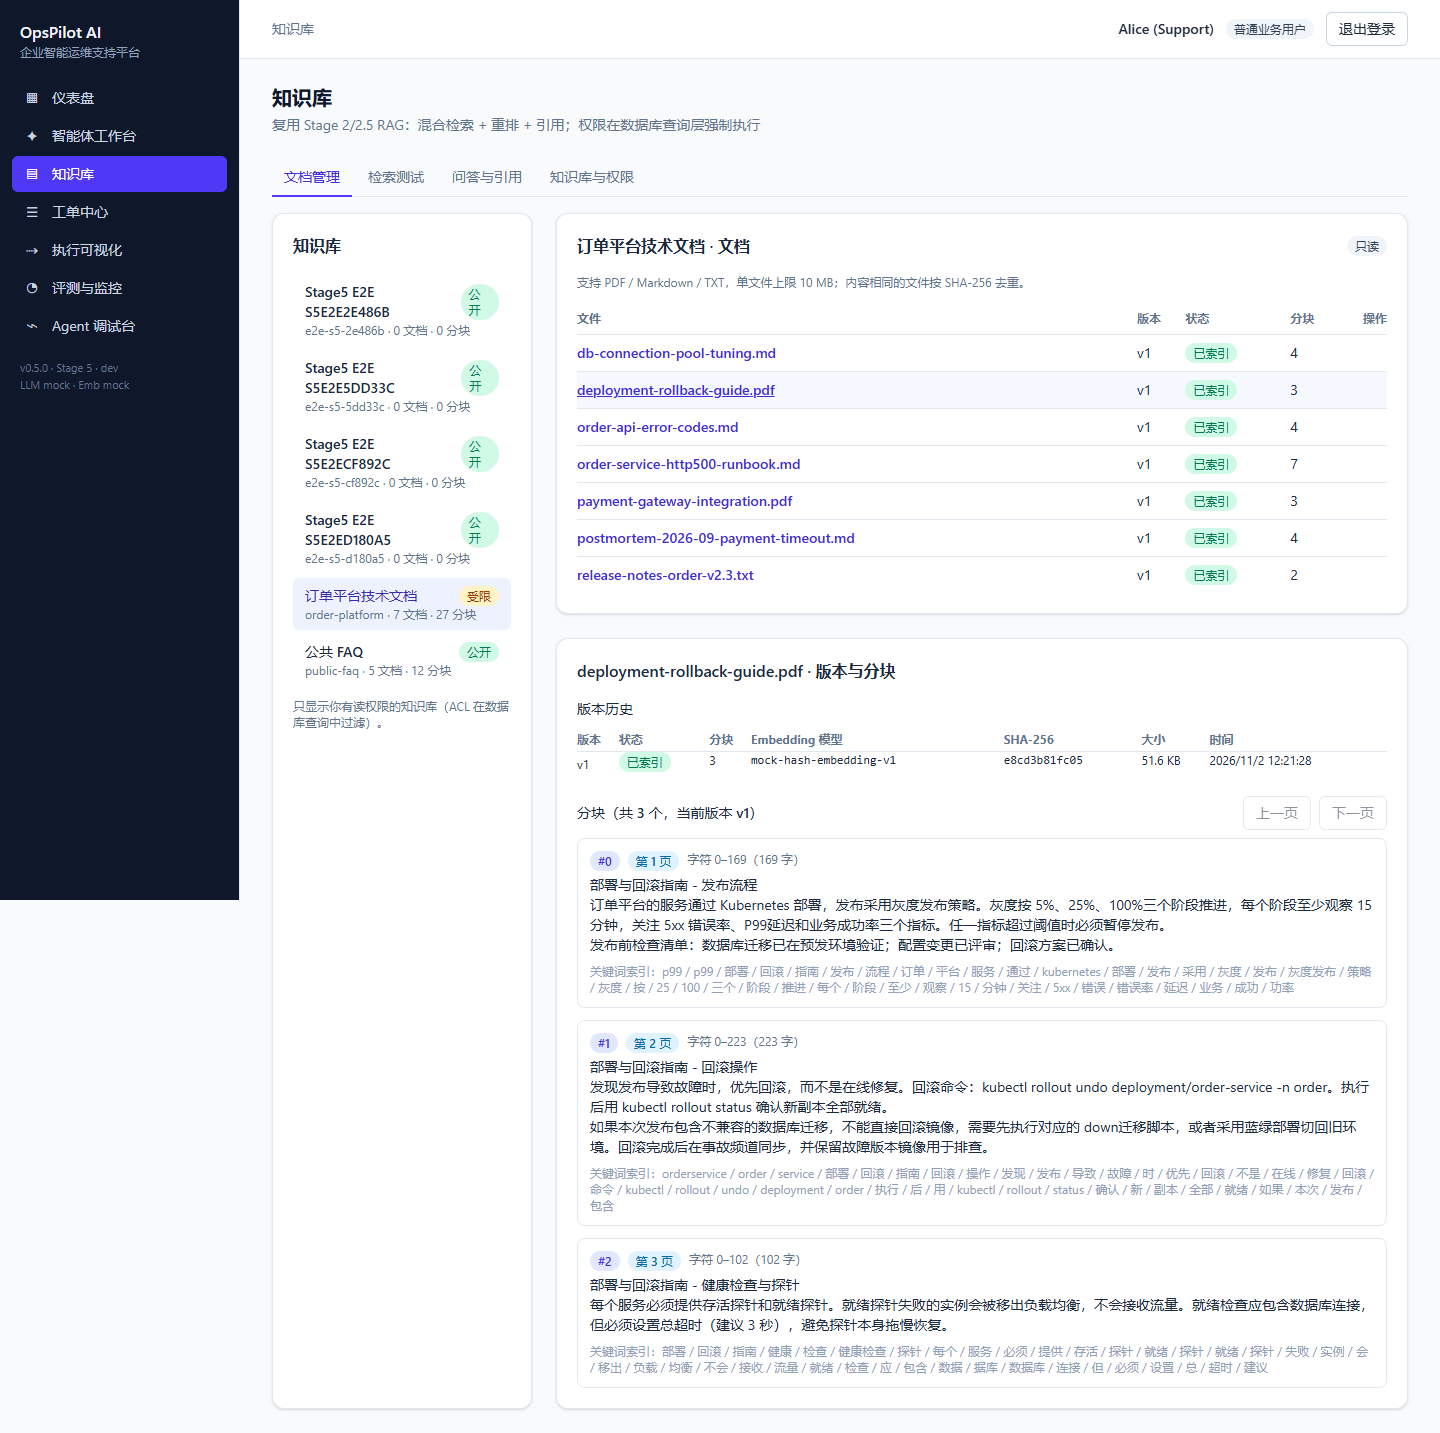 OpsPilot AI
企业智能运维支持平台
仪表盘
智能体工作台
知识库
工单中心
执行可视化
评测与监控
Agent 调试台
v0.5.0 · Stage 5 · dev
LLM mock · Emb mock
知识库
Alice (Support)
普通业务用户
退出登录
知识库
复用 Stage 2/2.5 RAG：混合检索 + 重排 + 引用；权限在数据库查询层强制执行
文档管理 检索测试 问答与引用 知识库与权限
知识库
Stage5 E2E
S5E2E2E486B
公开
e2e-s5-2e486b · 0 文档 · 0 分块
Stage5 E2E
S5E2E5DD33C
公开
e2e-s5-5dd33c · 0 文档 · 0 分块
Stage5 E2E
S5E2ECF892C
公开
e2e-s5-cf892c · 0 文档 · 0 分块
Stage5 E2E
S5E2ED180A5
公开
e2e-s5-d180a5 · 0 文档 · 0 分块
订单平台技术文档 受限
order-platform · 7 文档 · 27 分块
公共 FAQ 公开
public-faq · 5 文档 · 12 分块
只显示你有读权限的知识库（ACL 在数据
库查询中过滤）。
订单平台技术文档 · 文档 只读
支持 PDF / Markdown / TXT，单文件上限 10 MB；内容相同的文件按 SHA-256 去重。
文件 版本 状态 分块 操作
db-connection-pool-tuning.md v1 已索引 4
deployment-rollback-guide.pdf v1 已索引 3
order-api-error-codes.md v1 已索引 4
order-service-http500-runbook.md v1 已索引 7
payment-gateway-integration.pdf v1 已索引 3
postmortem-2026-09-payment-timeout.md v1 已索引 4
release-notes-order-v2.3.txt v1 已索引 2
deployment-rollback-guide.pdf · 版本与分块
版本历史
版本 状态 分块 Embedding 模型 SHA-256 大小 时间
v1 已索引 3 mock-hash-embedding-v1 e8cd3b81fc05 51.6 KB 2026/11/2 12:21:28
分块（共 3 个，当前版本 v1） 上一页 下一页
#0 第 1 页 字符 0–169（169 字）
部署与回滚指南 - 发布流程
订单平台的服务通过 Kubernetes 部署，发布采用灰度发布策略。灰度按 5%、25%、100%三个阶段推进，每个阶段至少观察 15
分钟，关注 5xx 错误率、P99延迟和业务成功率三个指标。任一指标超过阈值时必须暂停发布。
发布前检查清单：数据库迁移已在预发环境验证；配置变更已评审；回滚方案已确认。
关键词索引：p99 / p99 / 部署 / 回滚 / 指南 / 发布 / 流程 / 订单 / 平台 / 服务 / 通过 / kubernetes / 部署 / 发布 / 采用 / 灰度 / 发布 / 灰度发布 / 策略
/ 灰度 / 按 / 25 / 100 / 三个 / 阶段 / 推进 / 每个 / 阶段 / 至少 / 观察 / 15 / 分钟 / 关注 / 5xx / 错误 / 错误率 / 延迟 / 业务 / 成功 / 功率
#1 第 2 页 字符 0–223（223 字）
部署与回滚指南 - 回滚操作
发现发布导致故障时，优先回滚，而不是在线修复。回滚命令：kubectl rollout undo deployment/order-service -n order。执行
后用 kubectl rollout status 确认新副本全部就绪。
如果本次发布包含不兼容的数据库迁移，不能直接回滚镜像，需要先执行对应的 down迁移脚本，或者采用蓝绿部署切回旧环
境。回滚完成后在事故频道同步，并保留故障版本镜像用于排查。
关键词索引：orderservice / order / service / 部署 / 回滚 / 指南 / 回滚 / 操作 / 发现 / 发布 / 导致 / 故障 / 时 / 优先 / 回滚 / 不是 / 在线 / 修复 / 回滚 /
命令 / kubectl / rollout / undo / deployment / order / 执行 / 后 / 用 / kubectl / rollout / status / 确认 / 新 / 副本 / 全部 / 就绪 / 如果 / 本次 / 发布 /
包含
#2 第 3 页 字符 0–102（102 字）
部署与回滚指南 - 健康检查与探针
每个服务必须提供存活探针和就绪探针。就绪探针失败的实例会被移出负载均衡，不会接收流量。就绪检查应包含数据库连接，
但必须设置总超时（建议 3 秒），避免探针本身拖慢恢复。
关键词索引：部署 / 回滚 / 指南 / 健康 / 检查 / 健康检查 / 探针 / 每个 / 服务 / 必须 / 提供 / 存活 / 探针 / 就绪 / 探针 / 就绪 / 探针 / 失败 / 实例 / 会
/ 移出 / 负载 / 均衡 / 不会 / 接收 / 流量 / 就绪 / 检查 / 应 / 包含 / 数据 / 据库 / 数据库 / 连接 / 但 / 必须 / 设置 / 总 / 超时 / 建议